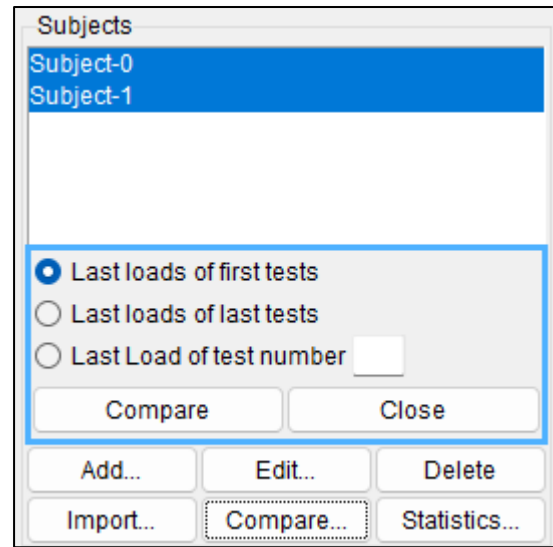 Subjects
Subject-0
Subject-1
Last loads of first tests
Last loads of last tests
Last Load of test number
Compare Close
Add... Edit... Delete
Import... Compare... Statistics...